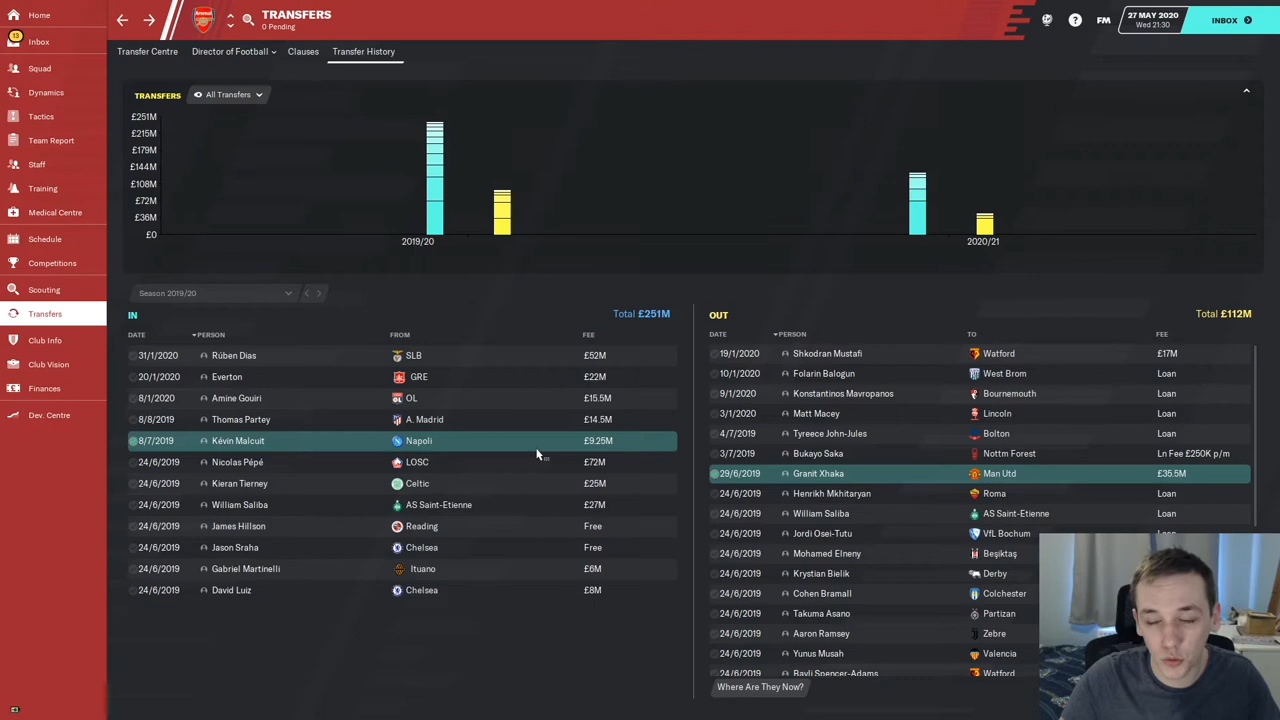 Home
13
Inbox
Squad
Dynamics
Tactics
Team Report
Staff
Training
Medical Centre
Schedule
Competitions
Scouting
Transfers
Club Info
Club Vision
Finances
Dev. Centre
TRANSFERS
0 Pending
? FM
27 MAY 2020
Wed 21:30
INBOX
Transfer Centre Director of Football Clauses Transfer History
TRANSFERS All Transfers
£251M
£215M
£179M
£144M
£108M
£72M
£36M
£0
2019/20 2020/21
Season 2019/20
IN Total £251M
DATE PERSON FROM FEE
31/1/2020 Rúben Dias SLB £52M
20/1/2020 Everton GRE £22M
8/1/2020 Amine Gouiri OL £15.5M
8/8/2019 Thomas Partey A. Madrid £14.5M
8/7/2019 Kévin Malcuit Napoli £9.25M
24/6/2019 Nicolas Pépé LOSC £72M
24/6/2019 Kieran Tierney Celtic £25M
24/6/2019 William Saliba AS Saint-Etienne £27M
24/6/2019 James Hillson Reading Free
24/6/2019 Jason Sraha Chelsea Free
24/6/2019 Gabriel Martinelli Ituano £6M
24/6/2019 David Luiz Chelsea £8M
OUT Total £112M
DATE PERSON TO FEE
19/1/2020 Shkodran Mustafi Watford £17M
10/1/2020 Folarin Balogun West Brom Loan
9/1/2020 Konstantinos Mavropanos Bournemouth Loan
3/1/2020 Matt Macey Lincoln Loan
4/7/2019 Tyreece John-Jules Bolton Loan
3/7/2019 Bukayo Saka Nottm Forest Ln Fee £250K p/m
29/6/2019 Granit Xhaka Man Utd £35.5M
24/6/2019 Henrikh Mkhitaryan Roma Loan
24/6/2019 William Saliba AS Saint-Etienne Loan
24/6/2019 Jordi Osei-Tutu VfL Bochum Loan
24/6/2019 Mohamed Elneny Beşiktaş
24/6/2019 Krystian Bielik Derby
24/6/2019 Cohen Bramall Colchester
24/6/2019 Takuma Asano Partizan
24/6/2019 Aaron Ramsey Zebre
24/6/2019 Yunus Musah Valencia
24/6/2019 Bayli Spencer-Adams Watford
Where Are They Now?